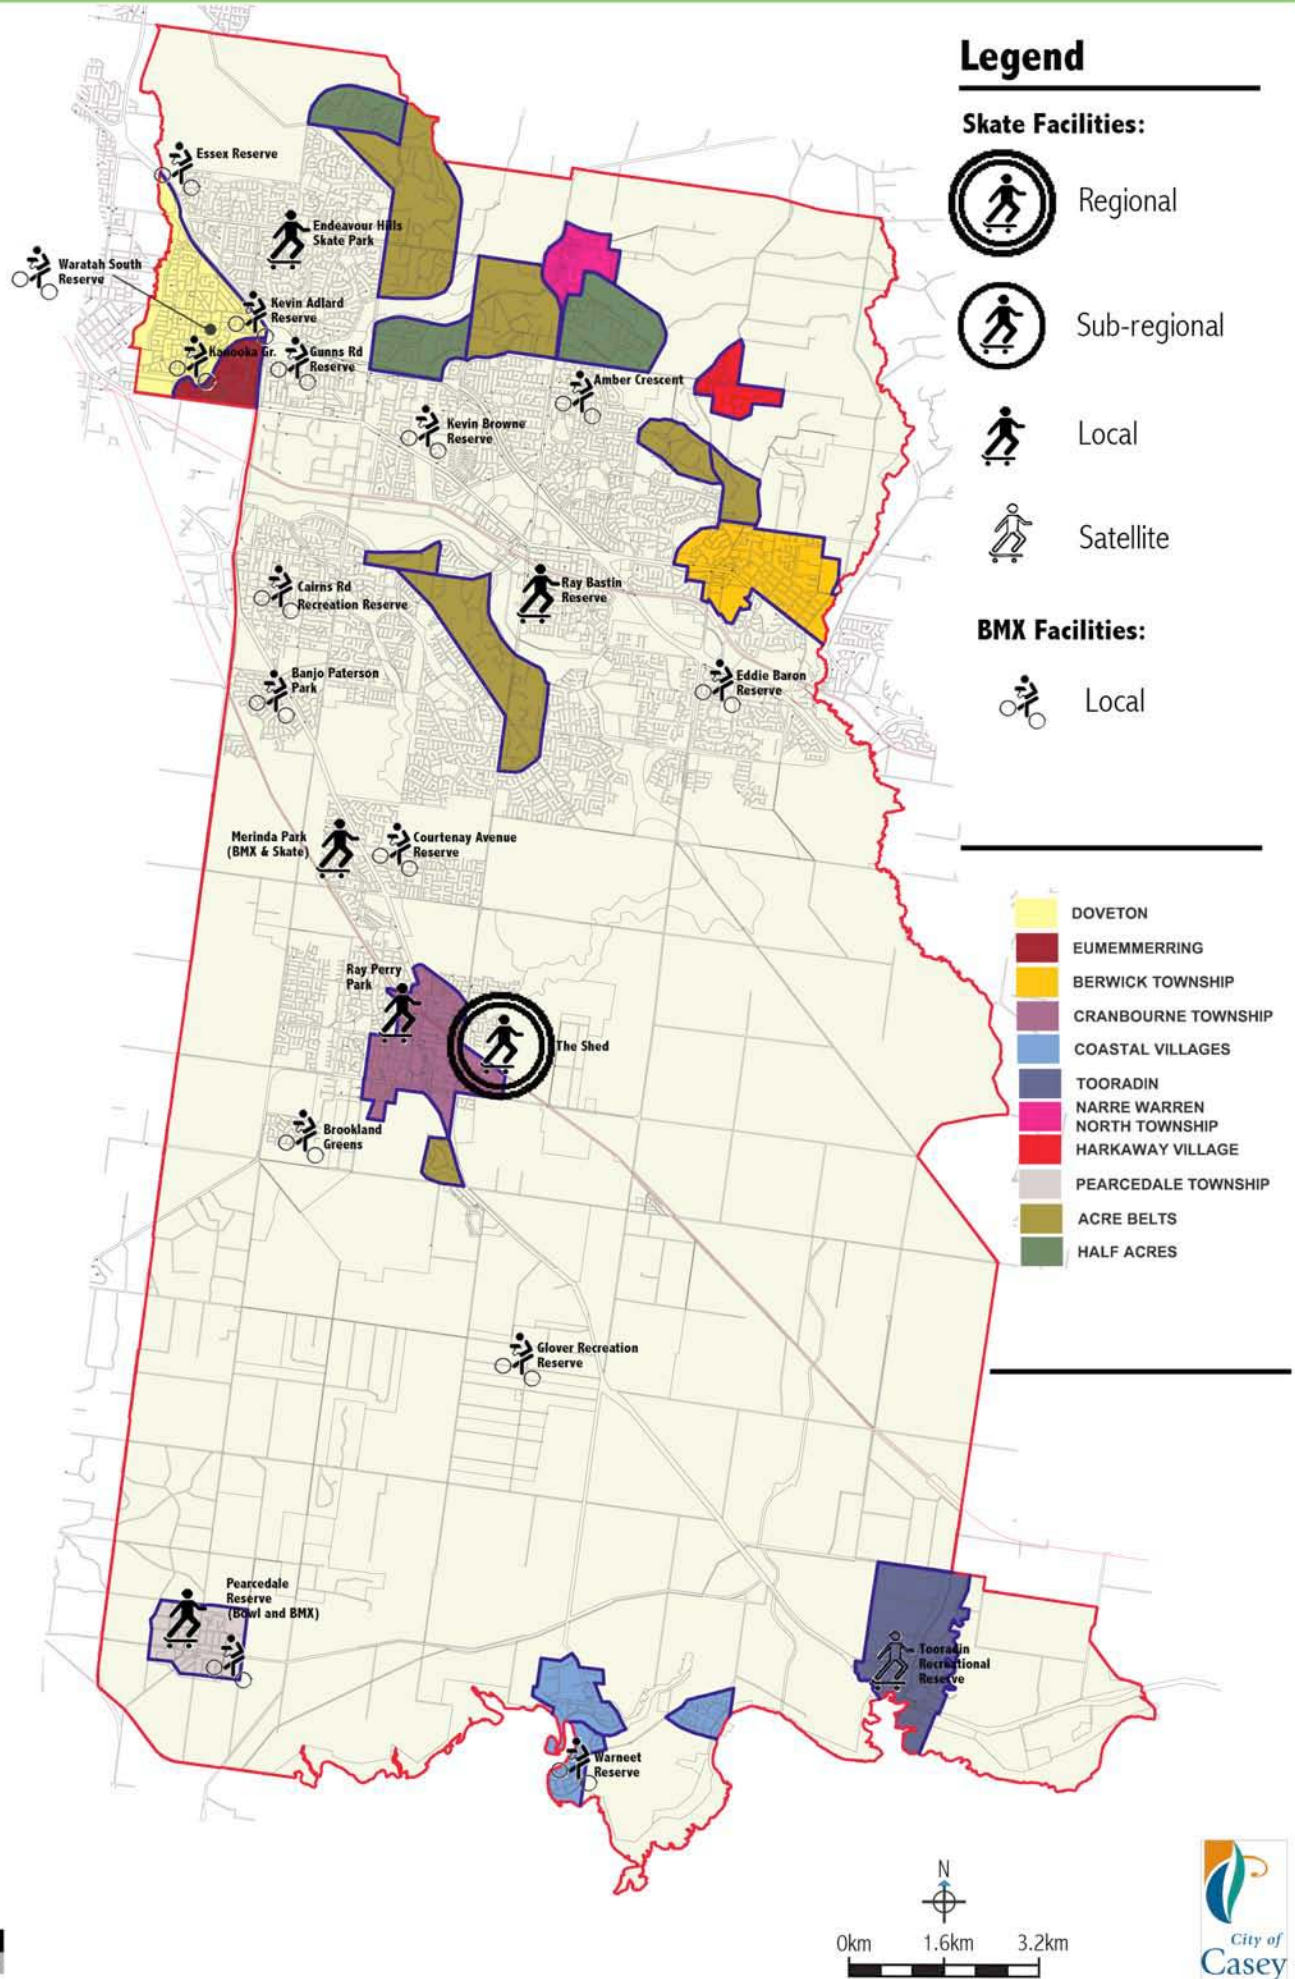 Legend
Skate Facilities:
Regional
Sub-regional
Local
Satellite
BMX Facilities:
Local
DOVETON
EUMEMMERRING
BERWICK TOWNSHIP
CRANBOURNE TOWNSHIP
COASTAL VILLAGES
TOORADIN
NARRE WARREN
NORTH TOWNSHIP
HARKAWAY VILLAGE
PEARCEDALE TOWNSHIP
ACRE BELTS
HALF ACRES
Essex Reserve
Endeavour Hills
Skate Park
Waratah South
Reserve
Kevin Adlard
Reserve
Kanooka Gr.
Gunns Rd
Reserve
Amber Crescent
Kevin Browne
Reserve
Cairns Rd
Recreation Reserve
Ray Bastin
Reserve
Banjo Paterson
Park
Eddie Baron
Reserve
Merinda Park
(BMX & Skate)
Courtenay Avenue
Reserve
Ray Perry
Park
The Shed
Brookland
Greens
Glover Recreation
Reserve
Pearcedale
Reserve
(Bowl and BMX)
Tooradin
Recreational
Reserve
Warneet
Reserve
N
0km 1.6km 3.2km
City of
Casey